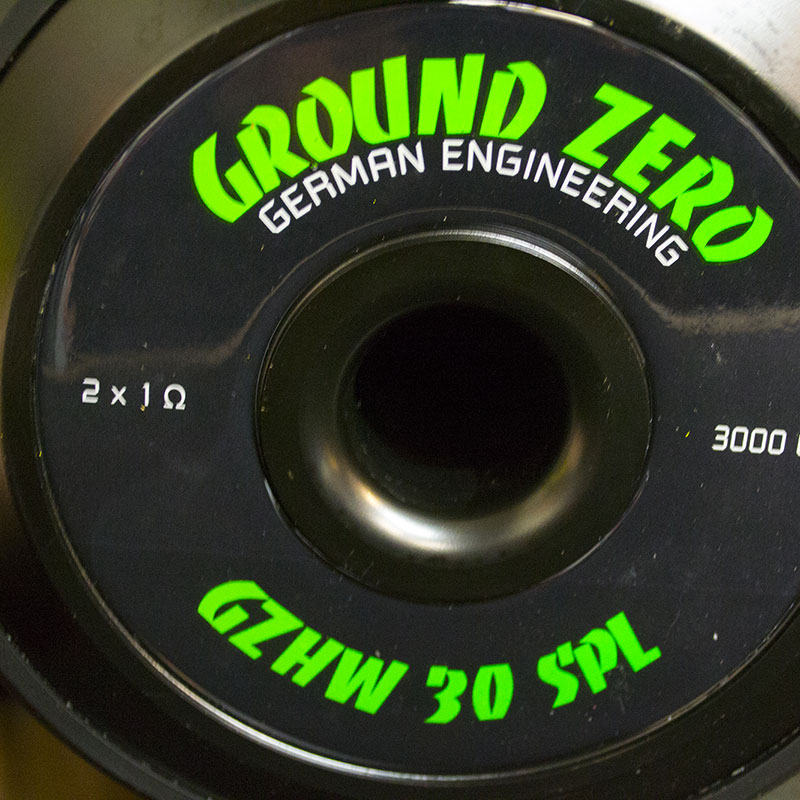 GROUND ZERO
GERMAN ENGINEERING
2 x 1 Ω
3000
GZHW 30 SPL